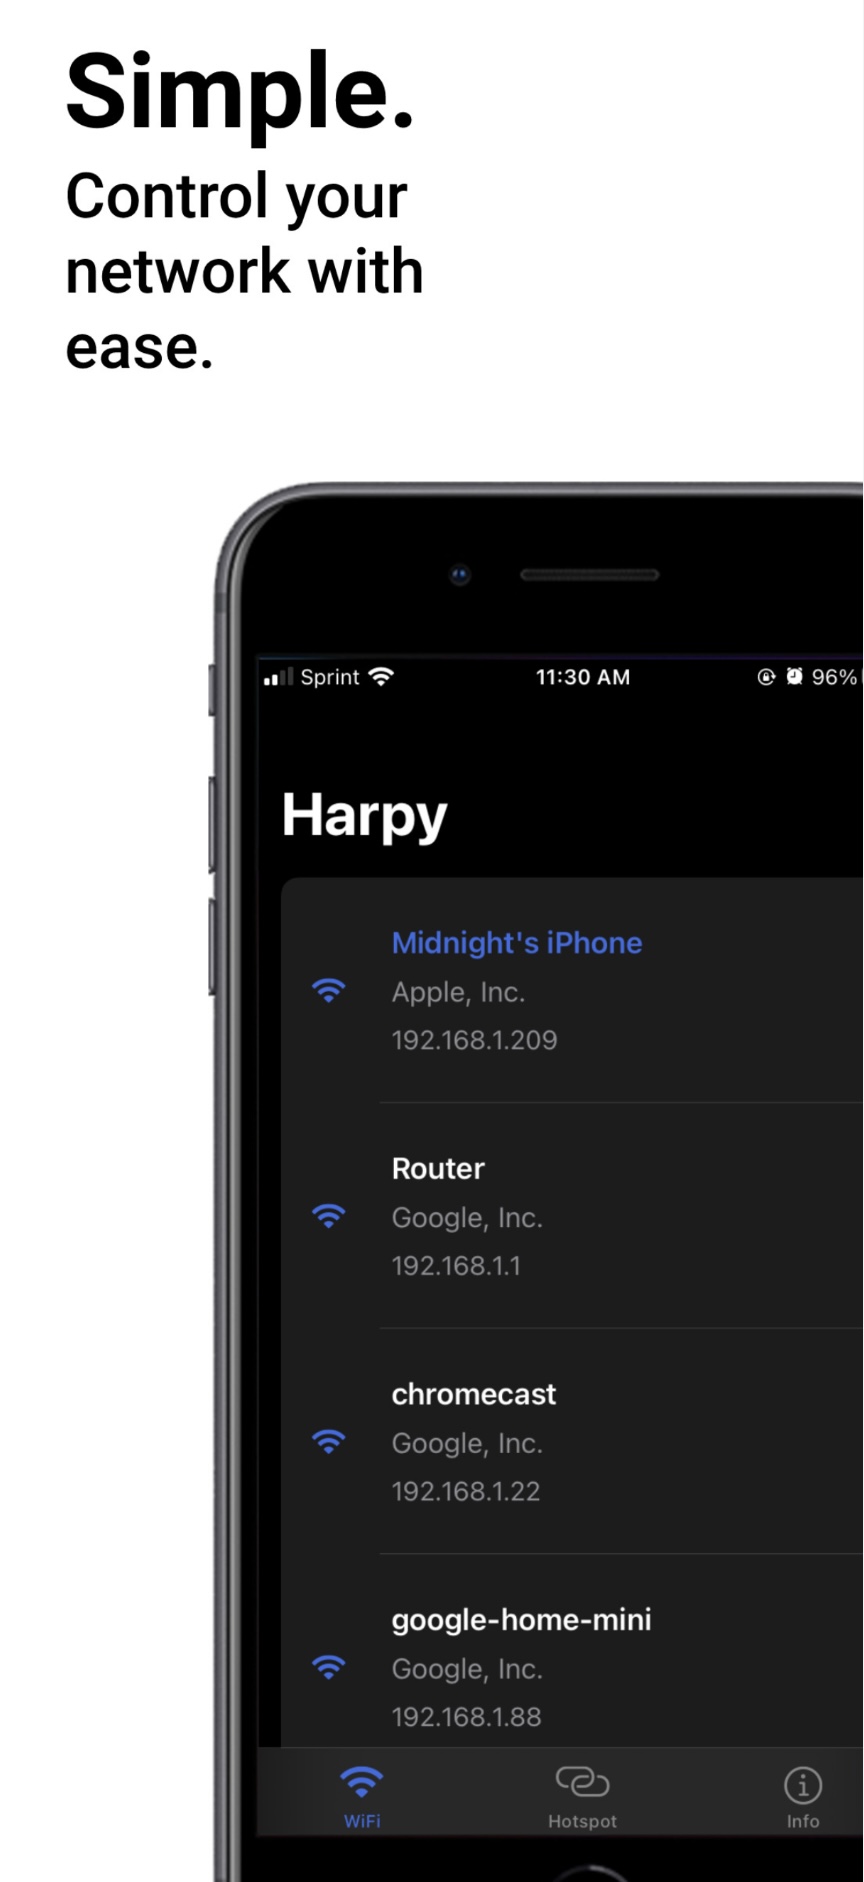 Simple.
Control your
network with
ease.
Sprint 11:30 AM 96%
Harpy
Midnight's iPhone
Apple, Inc.
192.168.1.209
Router
Google, Inc.
192.168.1.1
chromecast
Google, Inc.
192.168.1.22
google-home-mini
Google, Inc.
192.168.1.88
WiFi Hotspot Info